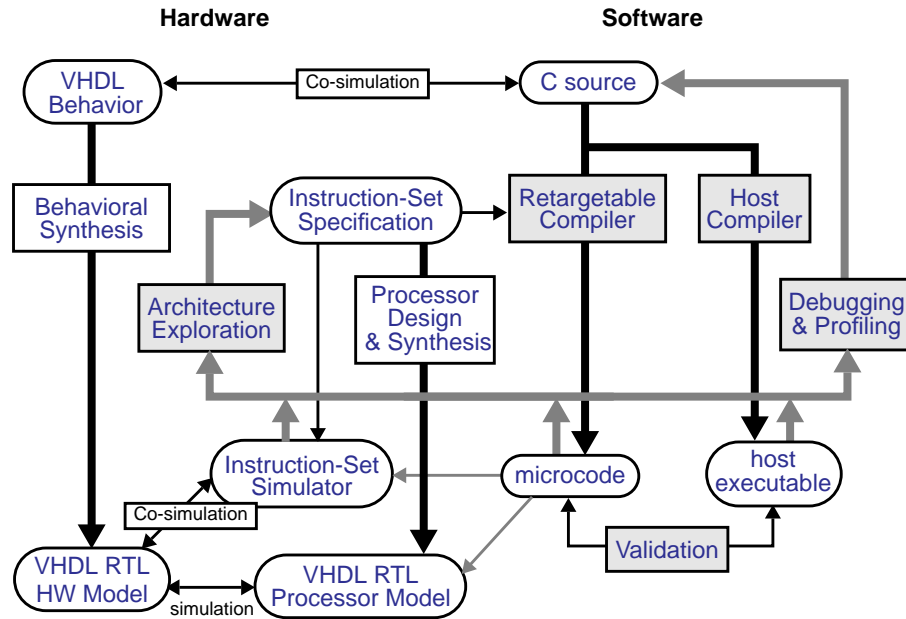 Hardware
Software
VHDL
Behavior
Co-simulation
C source
Behavioral
Synthesis
Instruction-Set
Specification
Retargetable
Compiler
Host
Compiler
Architecture
Exploration
Processor
Design
& Synthesis
Debugging
& Profiling
Instruction-Set
Simulator
microcode
host
executable
Co-simulation
Validation
VHDL RTL
HW Model
simulation
VHDL RTL
Processor Model